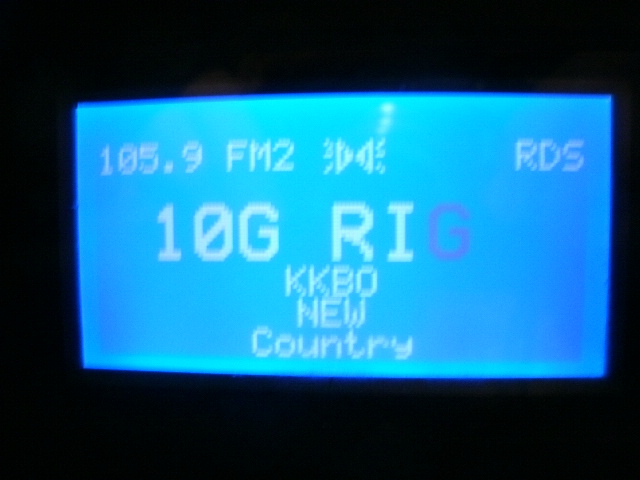 105.9 FM2 RDS
10G RIG
KKBO
NEW
Country